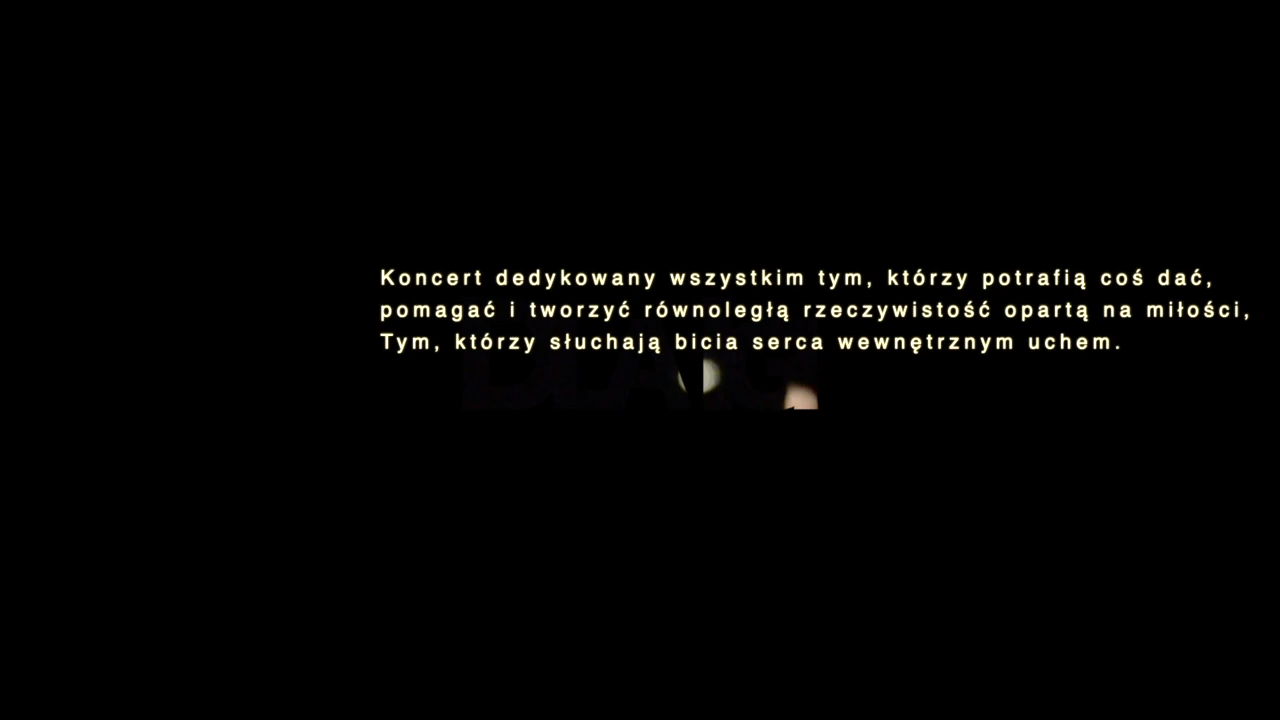 Koncert dedykowany wszystkim tym, którzy potrafią coś dać,
pomagać i tworzyć równoległą rzeczywistość opartą na miłości,
Tym, którzy słuchają bicia serca wewnętrznym uchem.